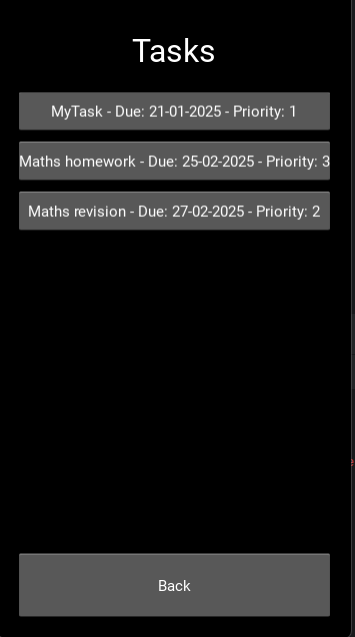 Tasks
MyTask - Due: 21-01-2025 - Priority: 1
Maths homework - Due: 25-02-2025 - Priority: 3
Maths revision - Due: 27-02-2025 - Priority: 2
Back